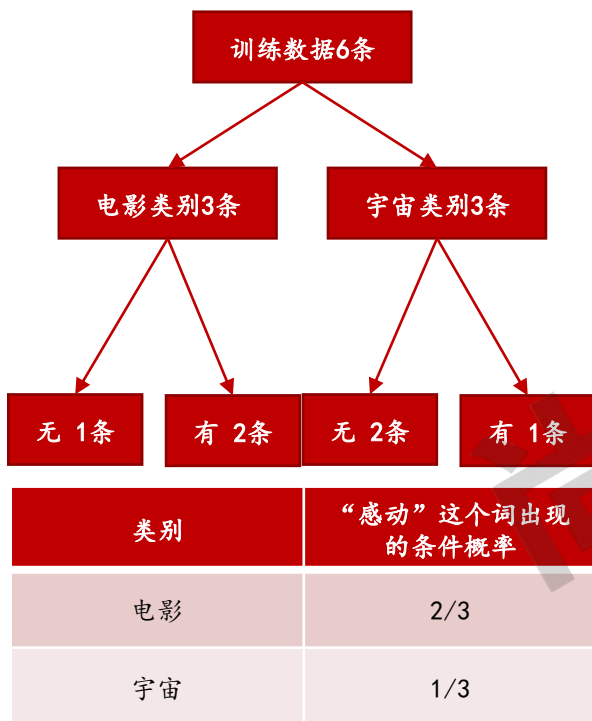 训练数据6条
电影类别3条 宇宙类别3条
无 1条 有 2条 无 2条 有 1条
类别 “感动”这个词出现
的条件概率
电影 2/3
宇宙 1/3